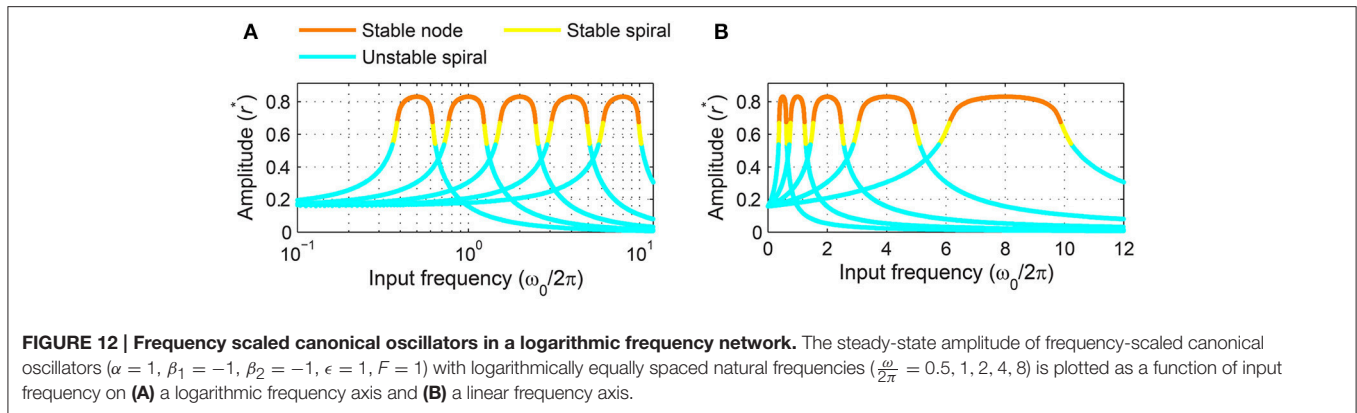 A
Stable node
Stable spiral
Unstable spiral
B
Amplitude (r*)
0.8
0.6
0.4
0.2
0
10⁻¹
10⁰
10¹
Input frequency (ω₀/2π)
Amplitude (r*)
0.8
0.6
0.4
0.2
0
0
2
4
6
8
10
12
Input frequency (ω₀/2π)
FIGURE 12 | Frequency scaled canonical oscillators in a logarithmic frequency network. The steady-state amplitude of frequency-scaled canonical
oscillators (α = 1, β₁ = −1, β₂ = −1, ϵ = 1, F = 1) with logarithmically equally spaced natural frequencies (ω/2π = 0.5, 1, 2, 4, 8) is plotted as a function of input
frequency on (A) a logarithmic frequency axis and (B) a linear frequency axis.